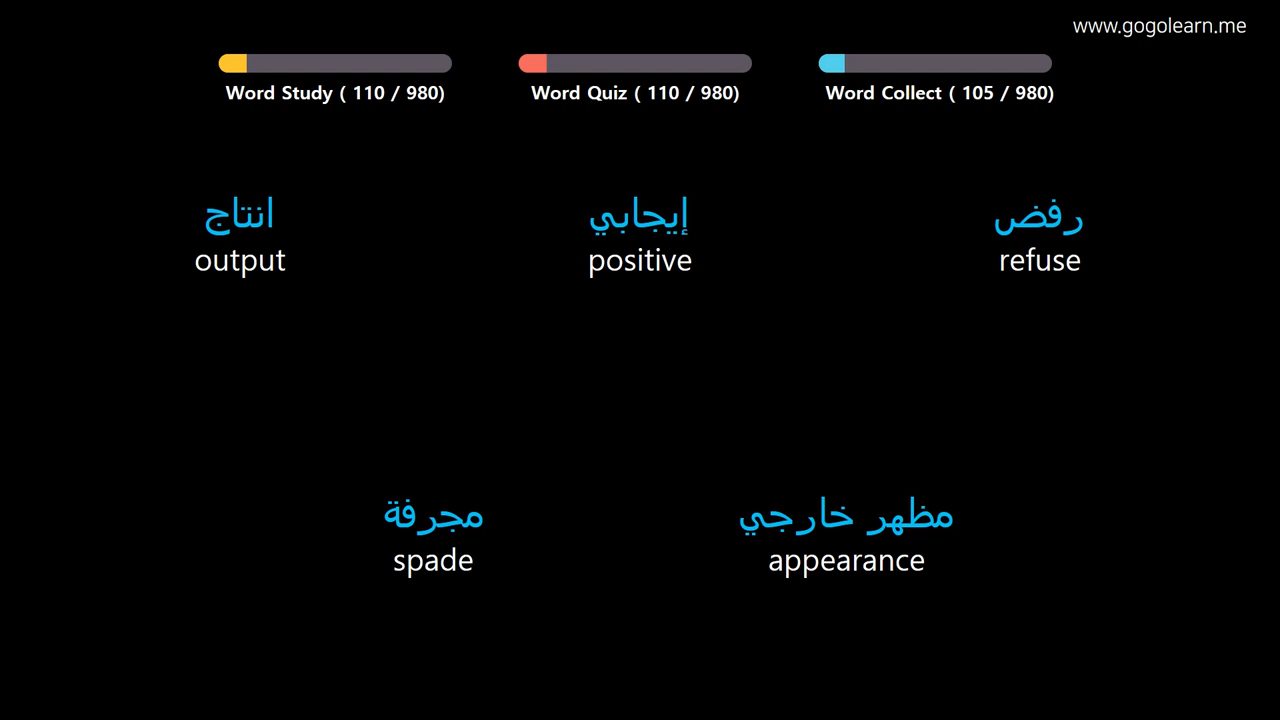 www.gogolearn.me
Word Study ( 110 / 980)
Word Quiz ( 110 / 980)
Word Collect ( 105 / 980)
انتاج
output
إيجابي
positive
رفض
refuse
مجرفة
spade
مظهر خارجي
appearance